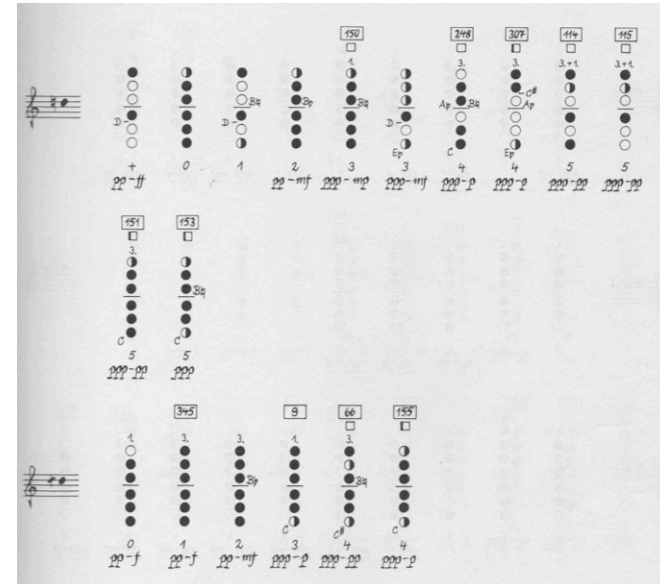 150 248 307 114 115
1. 3. 3. 3.+1. 3.+1.
B♮ B♭ B♮ A♭ B♮ C#
D D A♭
E♭ C E♭
+ 0 1 2 3 3 4 4 5 5
pp-ff pp-mf ppp-mp ppp-mf ppp-p ppp-p ppp-pp ppp-pp
151 153
3.
B♮
C C
5 5
ppp-pp ppp
345 9 66 155
1. 3. 3. 1. 3.
B♭ B♮
C C# C
0 1 2 3 4 4
pp-f pp-f pp-mf ppp-p ppp-pp ppp-p